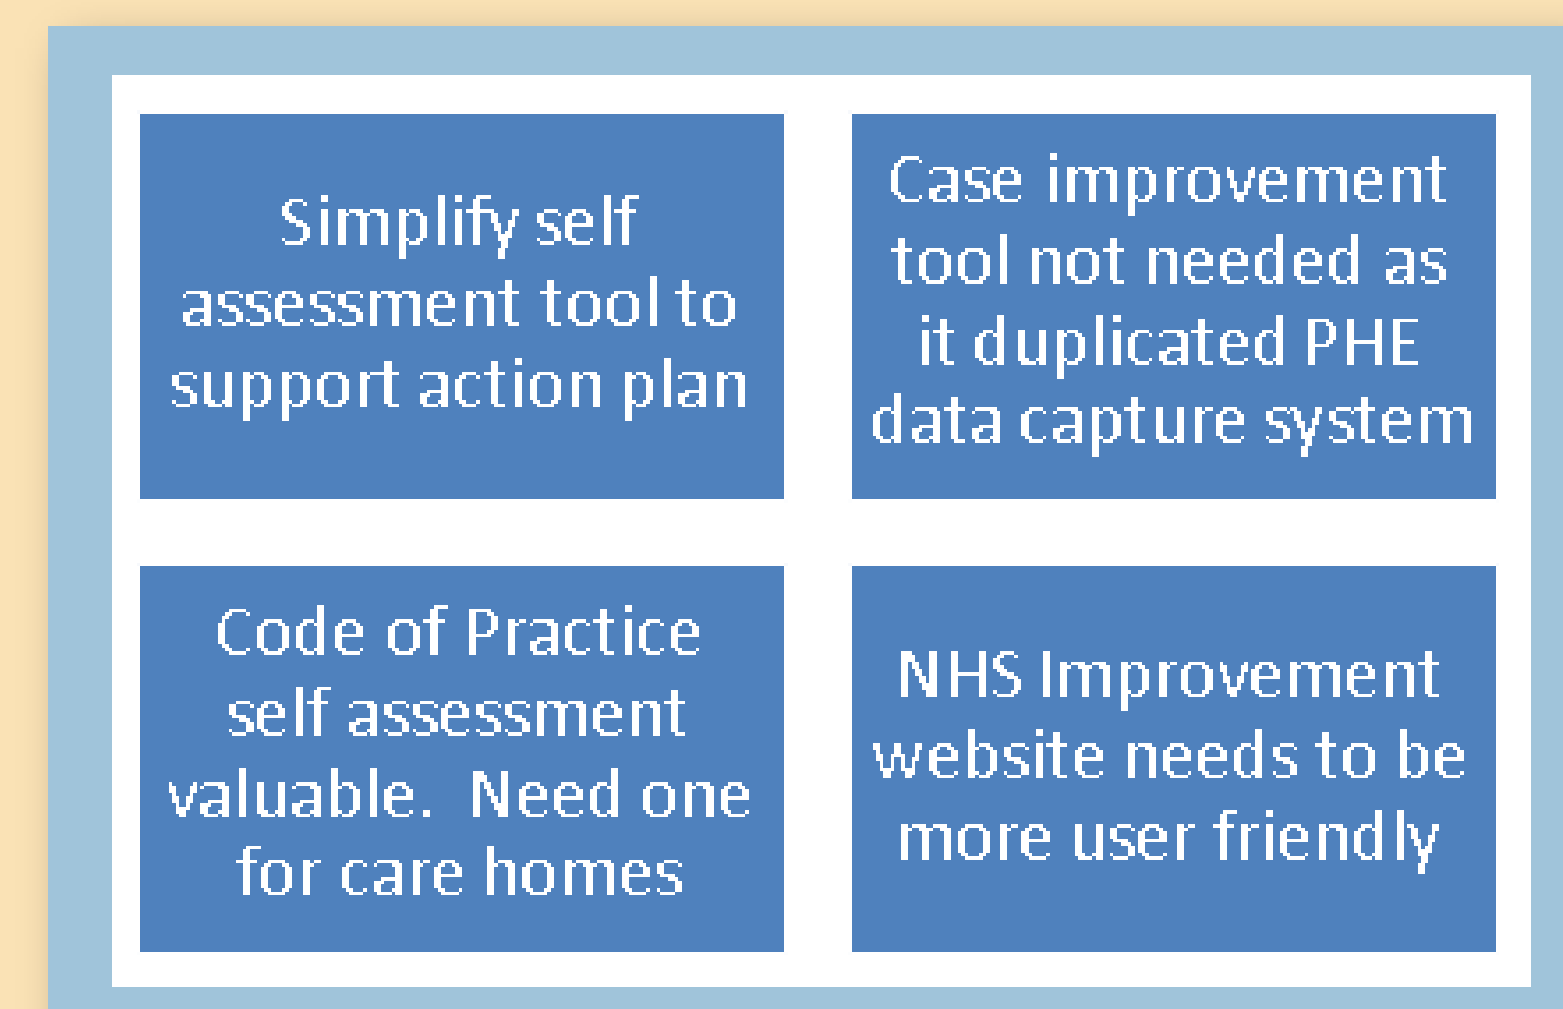 Simplify self
assessment tool to
support action plan
Case improvement
tool not needed as
it duplicated PHE
data capture system
Code of Practice
self assessment
valuable.  Need one
for care homes
NHS Improvement
website needs to be
more user friendly